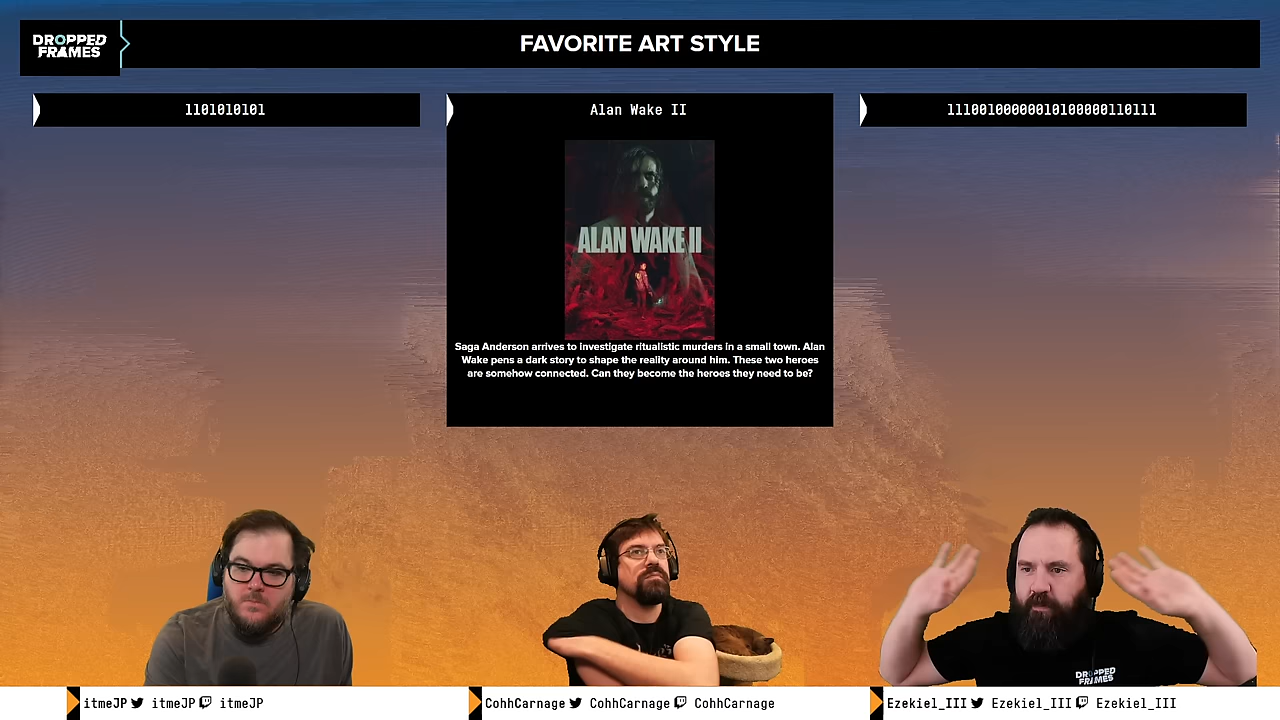 DROPPED
FRAMES
FAVORITE ART STYLE
1101010101
Alan Wake II
11100100000010100000110111
ALAN WAKE II
Saga Anderson arrives to investigate ritualistic murders in a small town. Alan
Wake pens a dark story to shape the reality around him. These two heroes
are somehow connected. Can they become the heroes they need to be?
DROPPED
FRAMES
itmeJP itmeJP itmeJP
CohhCarnage CohhCarnage CohhCarnage
Ezekiel_III Ezekiel_III Ezekiel_III